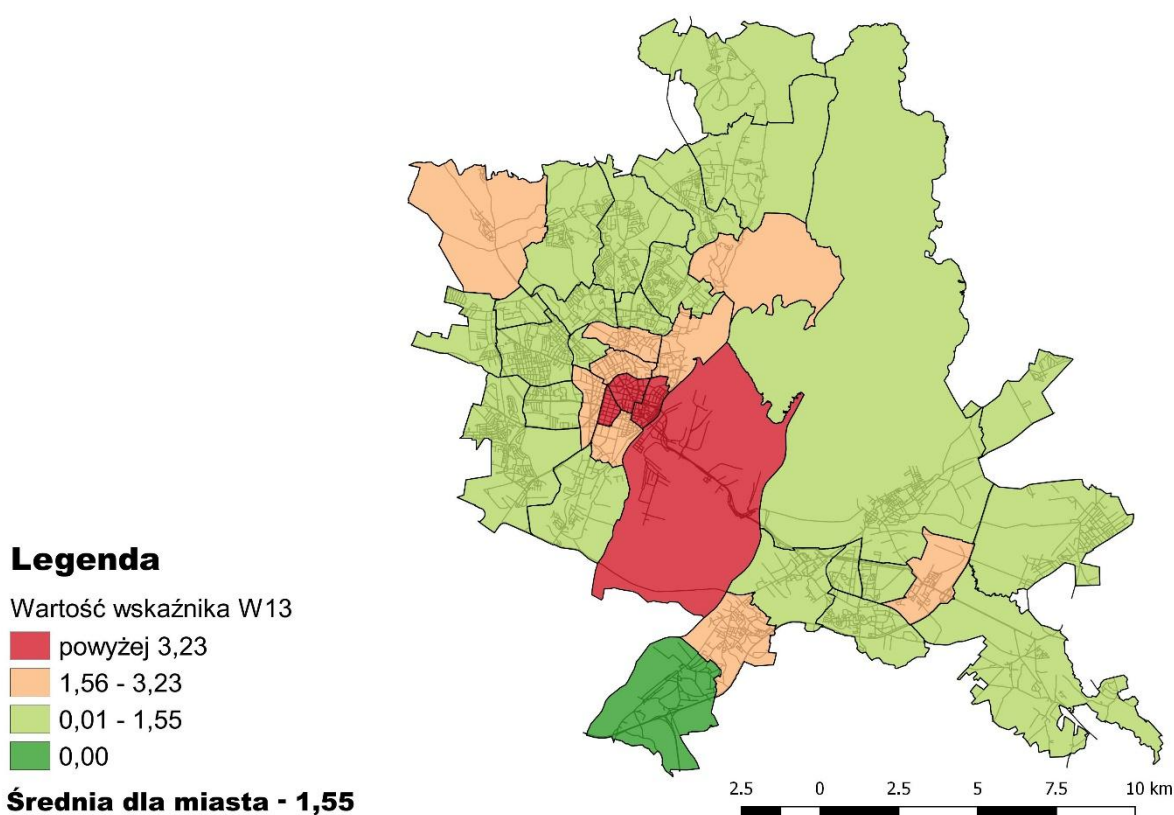 Legenda
Wartość wskaźnika W13
powyżej 3,23
1,56 - 3,23
0,01 - 1,55
0,00
Średnia dla miasta - 1,55
2.5 0 2.5 5 7.5 10 km